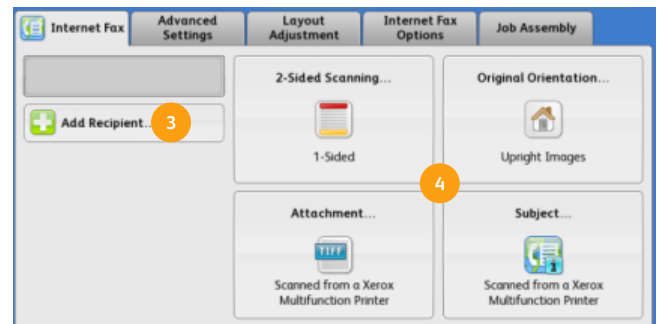 Internet Fax
Advanced
Settings
Layout
Adjustment
Internet Fax
Options
Job Assembly
Add Recipient...
3
2-Sided Scanning...
1-Sided
Original Orientation...
Upright Images
4
Attachment...
TIFF
Scanned from a Xerox
Multifunction Printer
Subject...
Scanned from a Xerox
Multifunction Printer